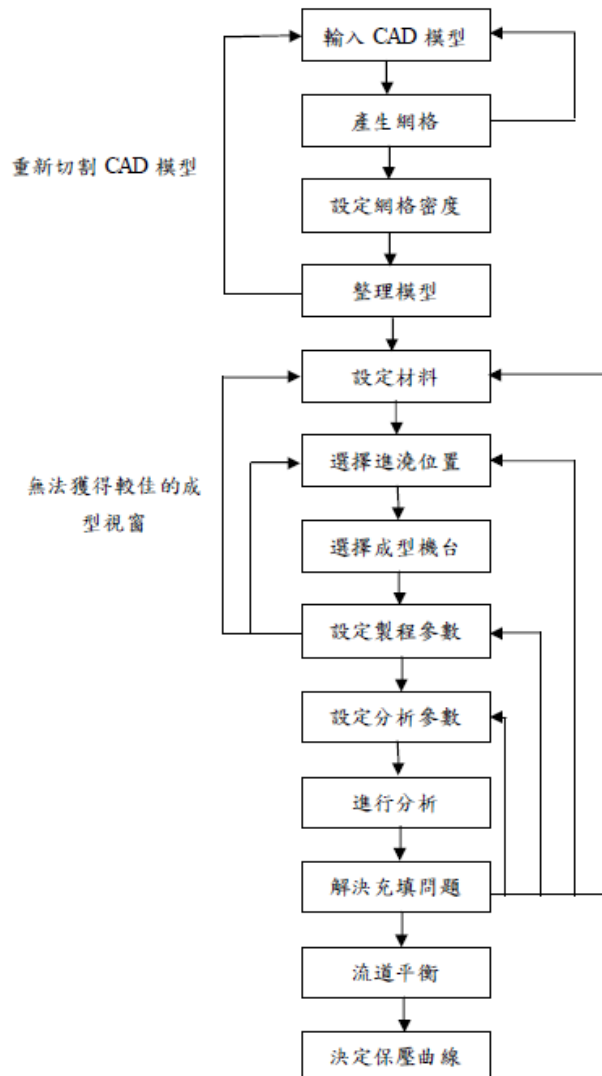 輸入 CAD 模型
產生網格
重新切割 CAD 模型
設定網格密度
整理模型
設定材料
選擇進澆位置
無法獲得較佳的成
型視窗
選擇成型機台
設定製程參數
設定分析參數
進行分析
解決充填問題
流道平衡
決定保壓曲線